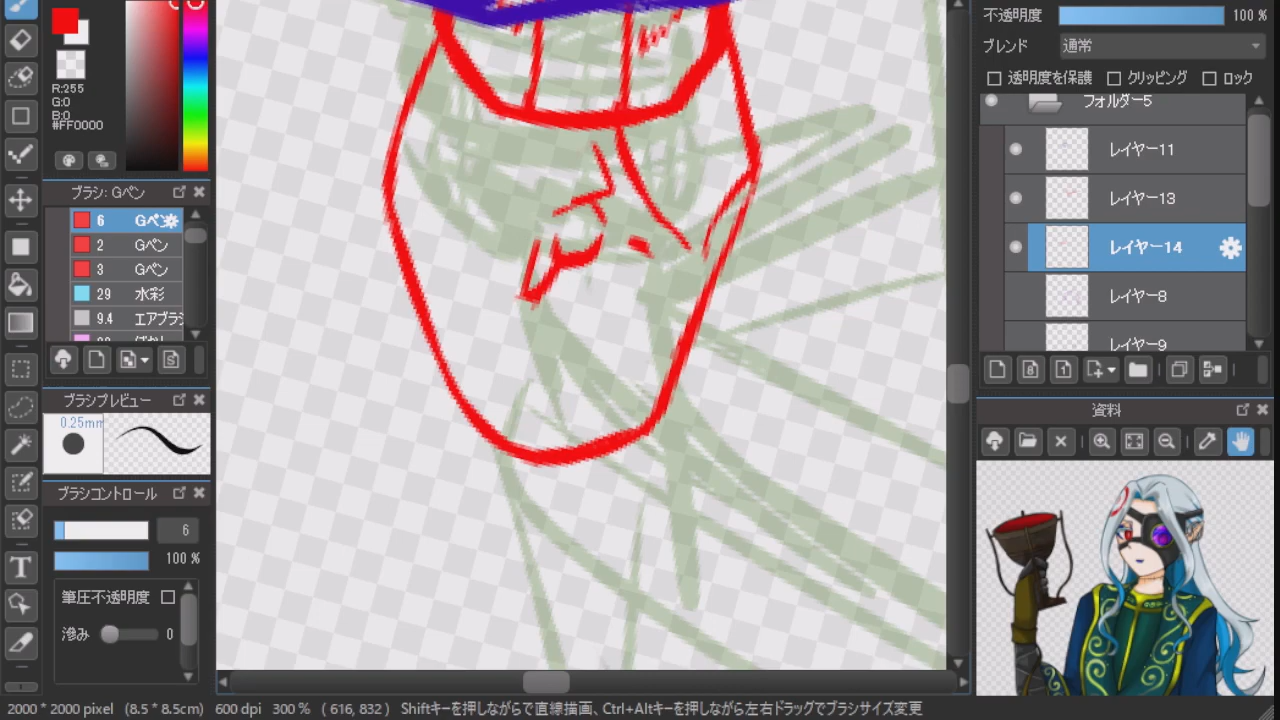 不透明度 100 %
ブレンド 通常
透明度を保護 クリッピング ロック
R:255
G:0
B:0
#FF0000
フォルダー5
レイヤー11
レイヤー13
レイヤー14
レイヤー8
レイヤー9
ブラシ: Gペン
6 Gペン
2 Gペン
3 Gペン
29 水彩
9.4 エアブラシ
ブラシプレビュー
0.25mm
ブラシコントロール
6
100 %
筆圧不透明度
滲み 0
資料
2000 * 2000 pixel (8.5 * 8.5cm) 600 dpi 300 % ( 616, 832 ) Shiftキーを押しながらで直線描画、Ctrl+Altキーを押しながら左右ドラッグでブラシサイズ変更